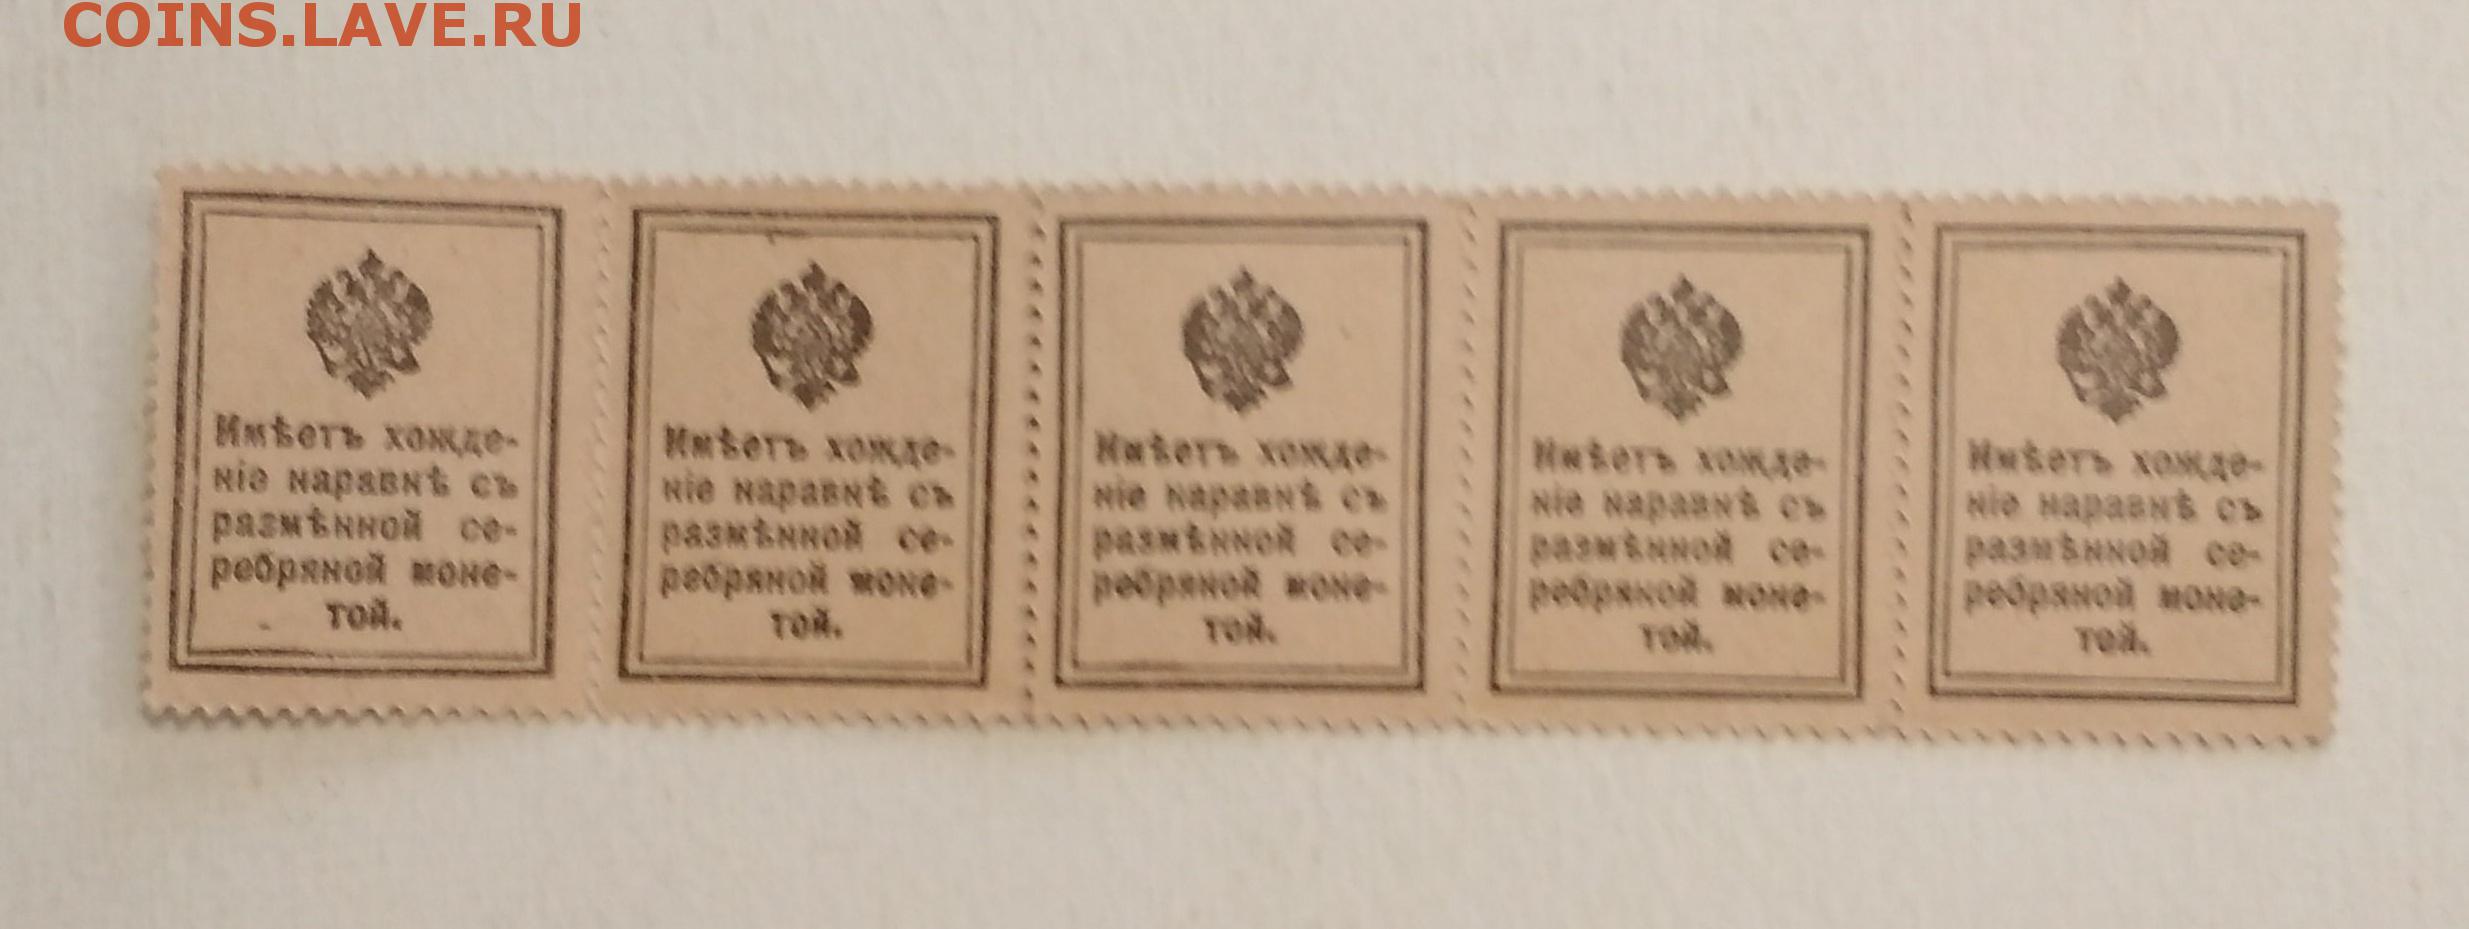 COINS.LAVE.RU
Имѣетъ хожде-
ніе наравнѣ съ
размѣнной се-
ребряной моне-
той.
Имѣетъ хожде-
ніе наравнѣ съ
размѣнной се-
ребряной моне-
той.
Имѣетъ хожде-
ніе наравнѣ съ
размѣнной се-
ребряной моне-
той.
Имѣетъ хожде-
ніе наравнѣ съ
размѣнной се-
ребряной моне-
той.
Имѣетъ хожде-
ніе наравнѣ съ
размѣнной се-
ребряной моне-
той.